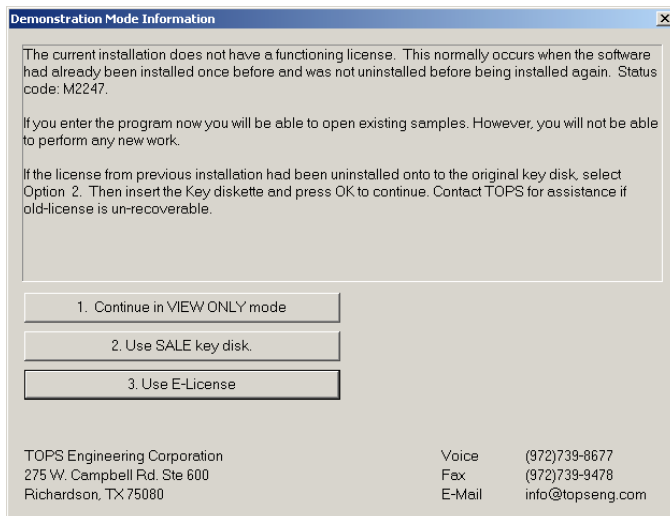 Demonstration Mode Information
The current installation does not have a functioning license. This normally occurs when the software
had already been installed once before and was not uninstalled before being installed again. Status
code: M2247.
If you enter the program now you will be able to open existing samples. However, you will not be able
to perform any new work.
If the license from previous installation had been uninstalled onto to the original key disk, select
Option 2. Then insert the Key diskette and press OK to continue. Contact TOPS for assistance if
old-license is un-recoverable.
1. Continue in VIEW ONLY mode
2. Use SALE key disk.
3. Use E-License
TOPS Engineering Corporation
275 W. Campbell Rd. Ste 600
Richardson, TX 75080
Voice (972)739-8677
Fax (972)739-9478
E-Mail info@topseng.com